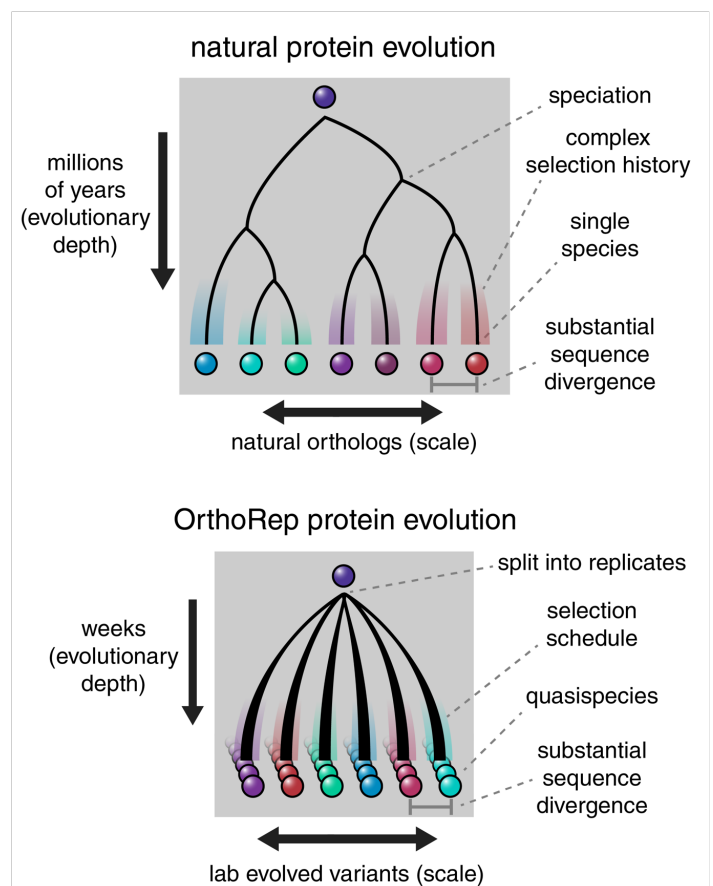 natural protein evolution
speciation
complex
selection history
millions
of years
(evolutionary
depth)
single
species
substantial
sequence
divergence
natural orthologs (scale)
OrthoRep protein evolution
split into replicates
selection
schedule
weeks
(evolutionary
depth)
quasispecies
substantial
sequence
divergence
lab evolved variants (scale)